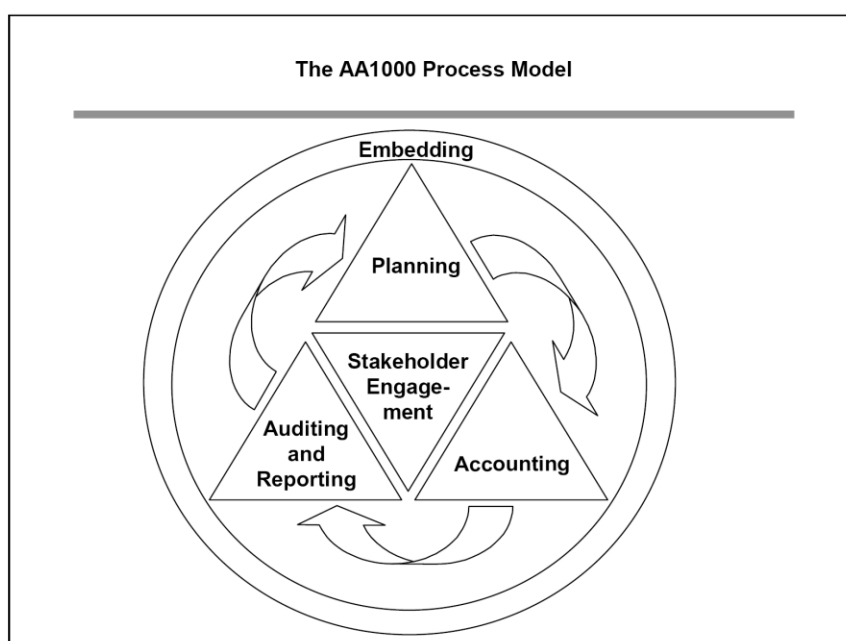 The AA1000 Process Model
Embedding
Planning
Stakeholder
Engage-
ment
Auditing
and
Reporting
Accounting